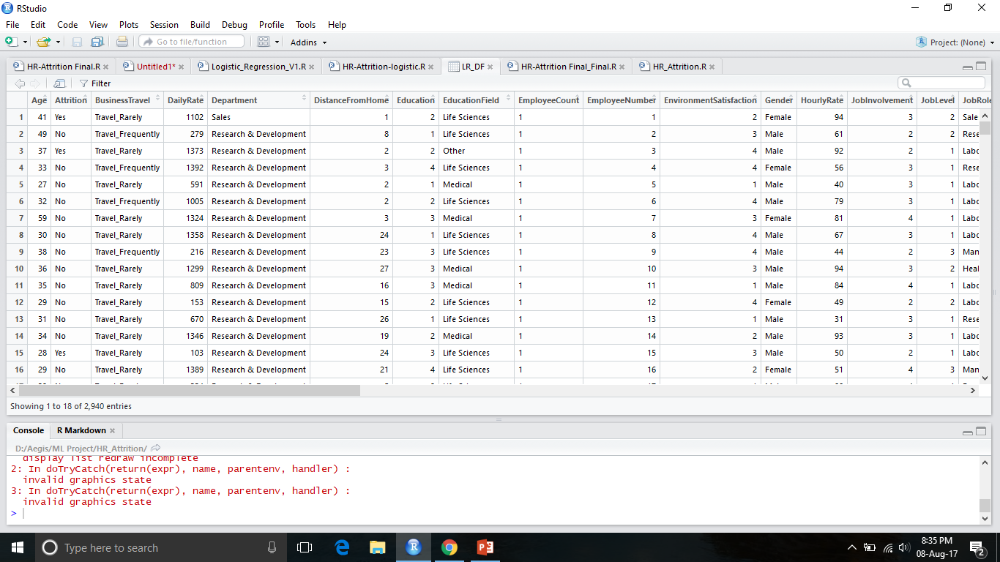 RStudio
File Edit Code View Plots Session Build Debug Profile Tools Help
Go to file/function Addins Project: (None)
HR-Attrition Final.R Untitled1* Logistic_Regression_V1.R HR-Attrition-logistic.R LR_DF HR-Attrition Final_Final.R HR_Attrition.R
Filter
Age Attrition BusinessTravel DailyRate Department DistanceFromHome Education EducationField EmployeeCount EmployeeNumber EnvironmentSatisfaction Gender HourlyRate JobInvolvement JobLevel JobRole
1 41 Yes Travel_Rarely 1102 Sales 1 2 Life Sciences 1 1 2 Female 94 3 2 Sale
2 49 No Travel_Frequently 279 Research & Development 8 1 Life Sciences 1 2 3 Male 61 2 2 Rese
3 37 Yes Travel_Rarely 1373 Research & Development 2 2 Other 1 3 4 Male 92 2 1 Labo
4 33 No Travel_Frequently 1392 Research & Development 3 4 Life Sciences 1 4 4 Female 56 3 1 Rese
5 27 No Travel_Rarely 591 Research & Development 2 1 Medical 1 5 1 Male 40 3 1 Labo
6 32 No Travel_Frequently 1005 Research & Development 2 2 Life Sciences 1 6 4 Male 79 3 1 Labo
7 59 No Travel_Rarely 1324 Research & Development 3 3 Medical 1 7 3 Female 81 4 1 Labo
8 30 No Travel_Rarely 1358 Research & Development 24 1 Life Sciences 1 8 4 Male 67 3 1 Labo
9 38 No Travel_Frequently 216 Research & Development 23 3 Life Sciences 1 9 4 Male 44 2 3 Man
10 36 No Travel_Rarely 1299 Research & Development 27 3 Medical 1 10 3 Male 94 3 2 Heal
11 35 No Travel_Rarely 809 Research & Development 16 3 Medical 1 11 1 Male 84 4 1 Labo
12 29 No Travel_Rarely 153 Research & Development 15 2 Life Sciences 1 12 4 Female 49 2 2 Labo
13 31 No Travel_Rarely 670 Research & Development 26 1 Life Sciences 1 13 1 Male 31 3 1 Rese
14 34 No Travel_Rarely 1346 Research & Development 19 2 Medical 1 14 2 Male 93 3 1 Labo
15 28 Yes Travel_Rarely 103 Research & Development 24 3 Life Sciences 1 15 3 Male 50 2 1 Labo
16 29 No Travel_Rarely 1389 Research & Development 21 4 Life Sciences 1 16 2 Female 51 4 3 Man
Showing 1 to 18 of 2,940 entries
Console R Markdown
D:/Aegis/ML Project/HR_Attrition/
display list redraw incomplete
2: In doTryCatch(return(expr), name, parentenv, handler) :
invalid graphics state
3: In doTryCatch(return(expr), name, parentenv, handler) :
invalid graphics state
>
Type here to search
8:35 PM
08-Aug-17
2